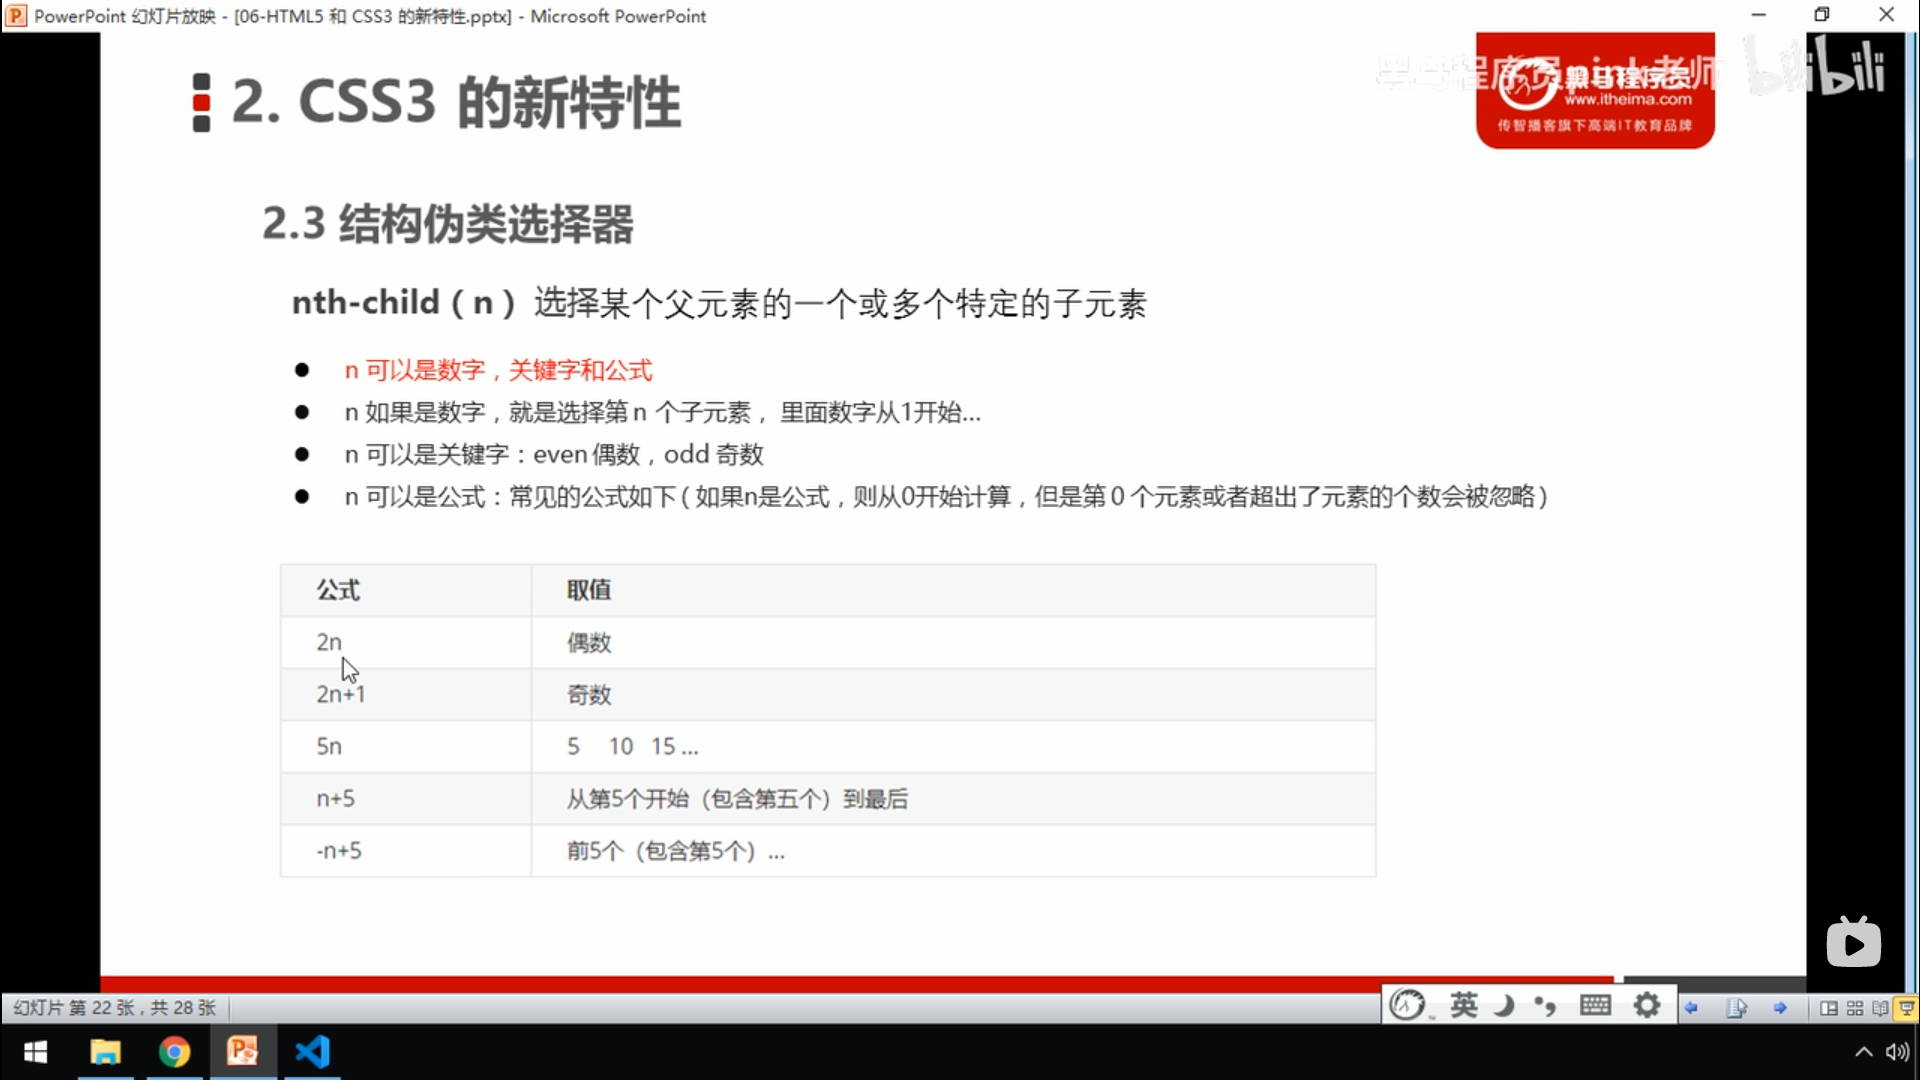 PowerPoint 幻灯片放映 - [06-HTML5 和 CSS3 的新特性.pptx] - Microsoft PowerPoint
黑马程序员pink老师
bilibili
黑马程序员
www.itheima.com
传智播客旗下高端IT教育品牌
2. CSS3 的新特性
2.3 结构伪类选择器
nth-child（n）选择某个父元素的一个或多个特定的子元素
n 可以是数字，关键字和公式
n 如果是数字，就是选择第 n 个子元素， 里面数字从1开始...
n 可以是关键字：even 偶数，odd 奇数
n 可以是公式：常见的公式如下 ( 如果n是公式，则从0开始计算，但是第 0 个元素或者超出了元素的个数会被忽略 )
公式 取值
2n 偶数
2n+1 奇数
5n 5 10 15 ...
n+5 从第5个开始（包含第五个）到最后
-n+5 前5个（包含第5个）...
幻灯片 第 22 张，共 28 张
英